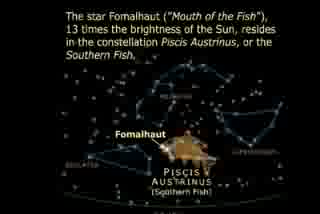 The star Fomalhaut ("Mouth of the Fish"),
13 times the brightness of the Sun, resides
in the constellation Piscis Austrinus, or the
Southern Fish.
Fomalhaut
PISCIS
AUSTRINUS
(Southern Fish)